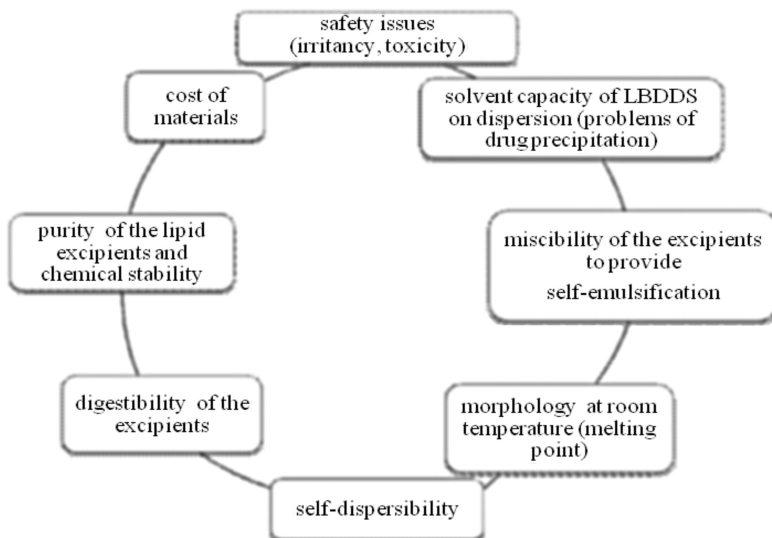 safety issues
(irritancy, toxicity)
solvent capacity of LBDDS
on dispersion (problems of
drug precipitation)
miscibility of the excipients
to provide
self-emulsification
morphology at room
temperature (melting
point)
self-dispersibility
digestibility of the
excipients
purity of the lipid
excipients and
chemical stability
cost of
materials